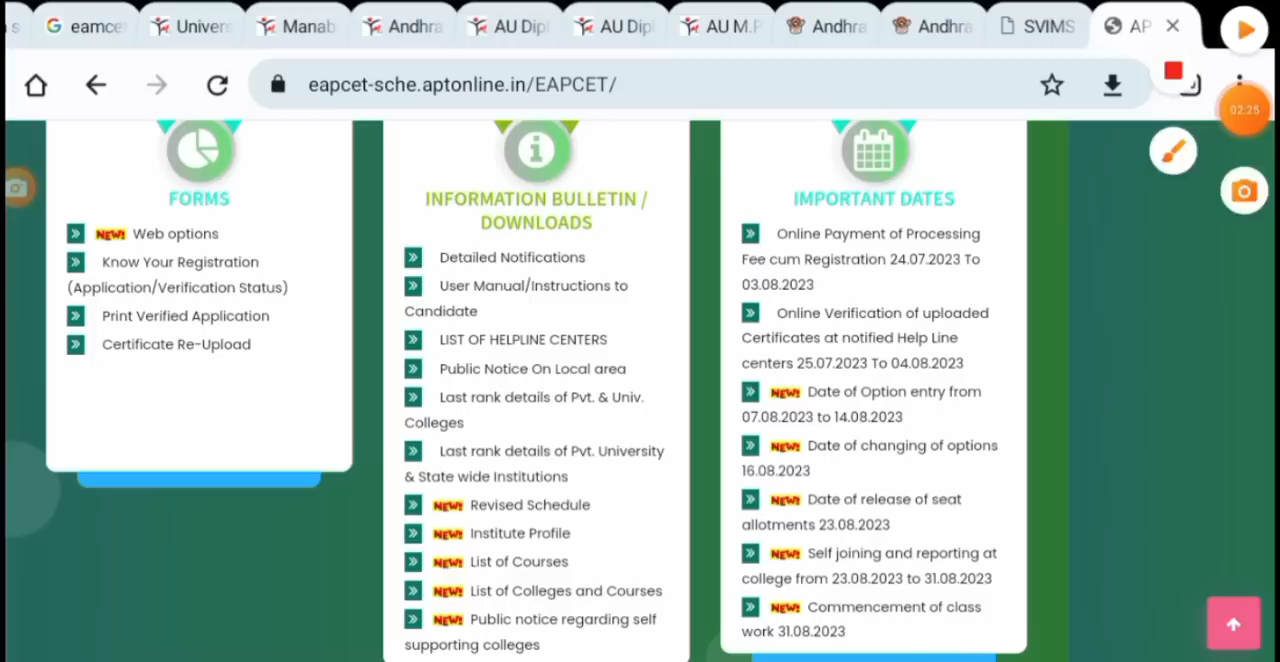 s
eamcet
Univers
Manab
Andhra
AU Dipl
AU Dipl
AU M.P
Andhra
Andhra
SVIMS
AP
eapcet-sche.aptonline.in/EAPCET/
02:25
FORMS
NEW! Web options
Know Your Registration
(Application/Verification Status)
Print Verified Application
Certificate Re-Upload
INFORMATION BULLETIN /
DOWNLOADS
Detailed Notifications
User Manual/Instructions to
Candidate
LIST OF HELPLINE CENTERS
Public Notice On Local area
Last rank details of Pvt. & Univ.
Colleges
Last rank details of Pvt. University
& State wide Institutions
NEW! Revised Schedule
NEW! Institute Profile
NEW! List of Courses
NEW! List of Colleges and Courses
NEW! Public notice regarding self
supporting colleges
IMPORTANT DATES
Online Payment of Processing
Fee cum Registration 24.07.2023 To
03.08.2023
Online Verification of uploaded
Certificates at notified Help Line
centers 25.07.2023 To 04.08.2023
NEW! Date of Option entry from
07.08.2023 to 14.08.2023
NEW! Date of changing of options
16.08.2023
NEW! Date of release of seat
allotments 23.08.2023
NEW! Self joining and reporting at
college from 23.08.2023 to 31.08.2023
NEW! Commencement of class
work 31.08.2023